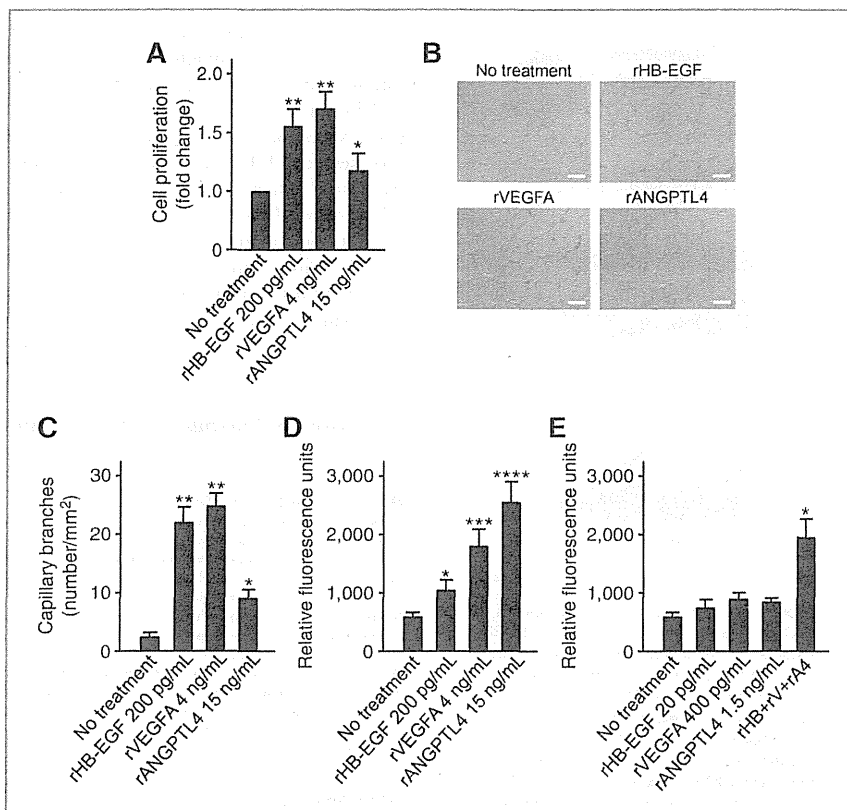 A
Cell proliferation
(fold change)
2.0
1.5
1.0
0
**
**
*
No treatment
rHB-EGF 200 pg/mL
rVEGFA 4 ng/mL
rANGPTL4 15 ng/mL
B
No treatment
rHB-EGF
rVEGFA
rANGPTL4
C
Capillary branches
(number/mm²)
30
20
10
0
**
**
*
No treatment
rHB-EGF 200 pg/mL
rVEGFA 4 ng/mL
rANGPTL4 15 ng/mL
D
Relative fluorescence units
3,000
2,000
1,000
0
*
***
****
No treatment
rHB-EGF 200 pg/mL
rVEGFA 4 ng/mL
rANGPTL4 15 ng/mL
E
Relative fluorescence units
3,000
2,000
1,000
0
*
No treatment
rHB-EGF 20 pg/mL
rVEGFA 400 pg/mL
rANGPTL4 1.5 ng/mL
rHB+rV+rA4